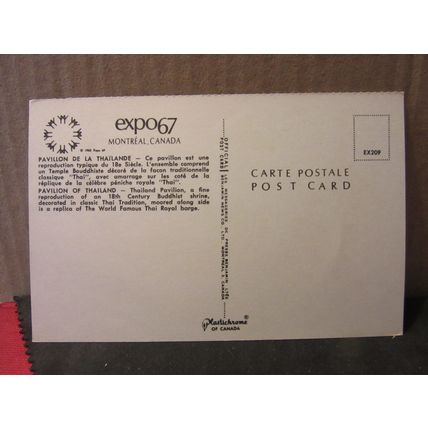 expo67
MONTRÉAL, CANADA
PAVILLON DE LA THAÏLANDE — Ce pavillon est une
reproduction typique du 18e Siècle. L'ensemble comprend
un Temple Bouddhiste décoré de la facon traditionnelle
classique "Thaï", avec amarrage sur les coté de la
réplique de la célèbre péniche royale "Thaï".
PAVILION OF THAILAND — Thailand Pavilion, a fine
reproduction of an 18th Century Buddhist shrine,
decorated in classic Thai Tradition, moored along side
is a replica of The World Famous Thai Royal barge.
EX209
CARTE POSTALE
POST CARD
Plastichrome®
OF CANADA